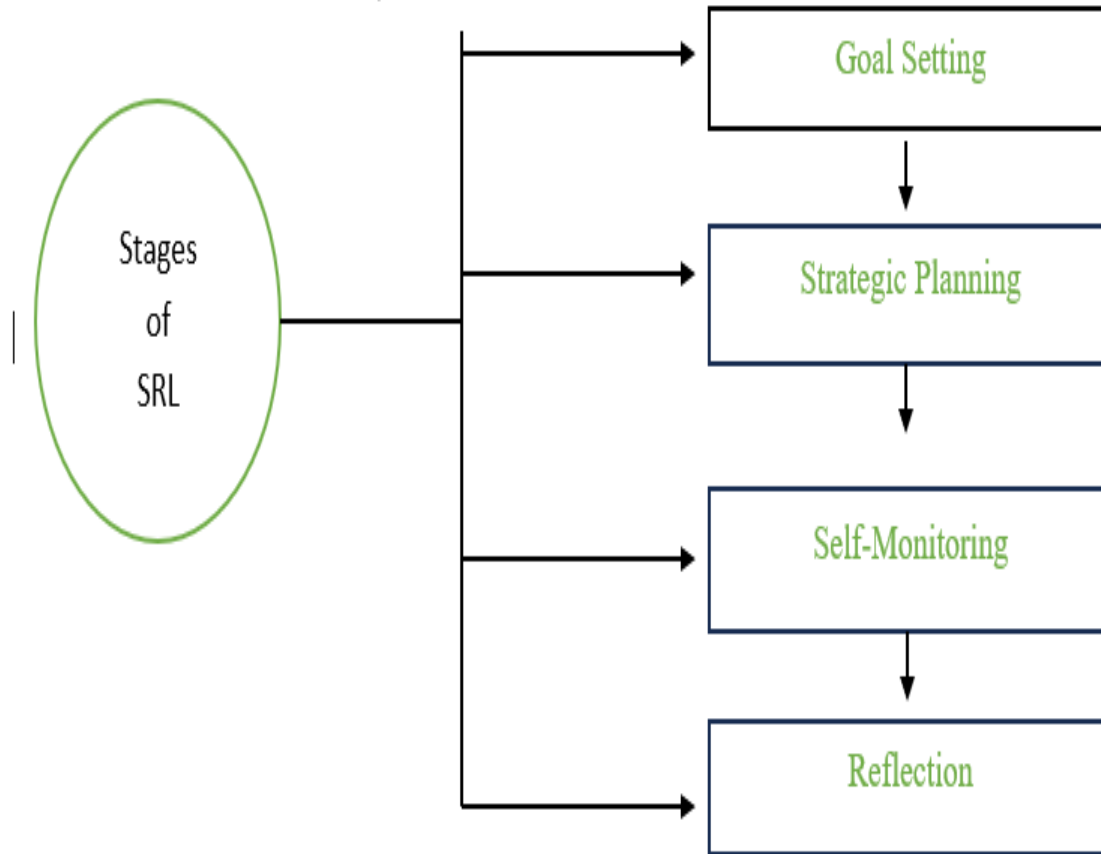 Stages
of
SRL
Goal Setting
Strategic Planning
Self-Monitoring
Reflection